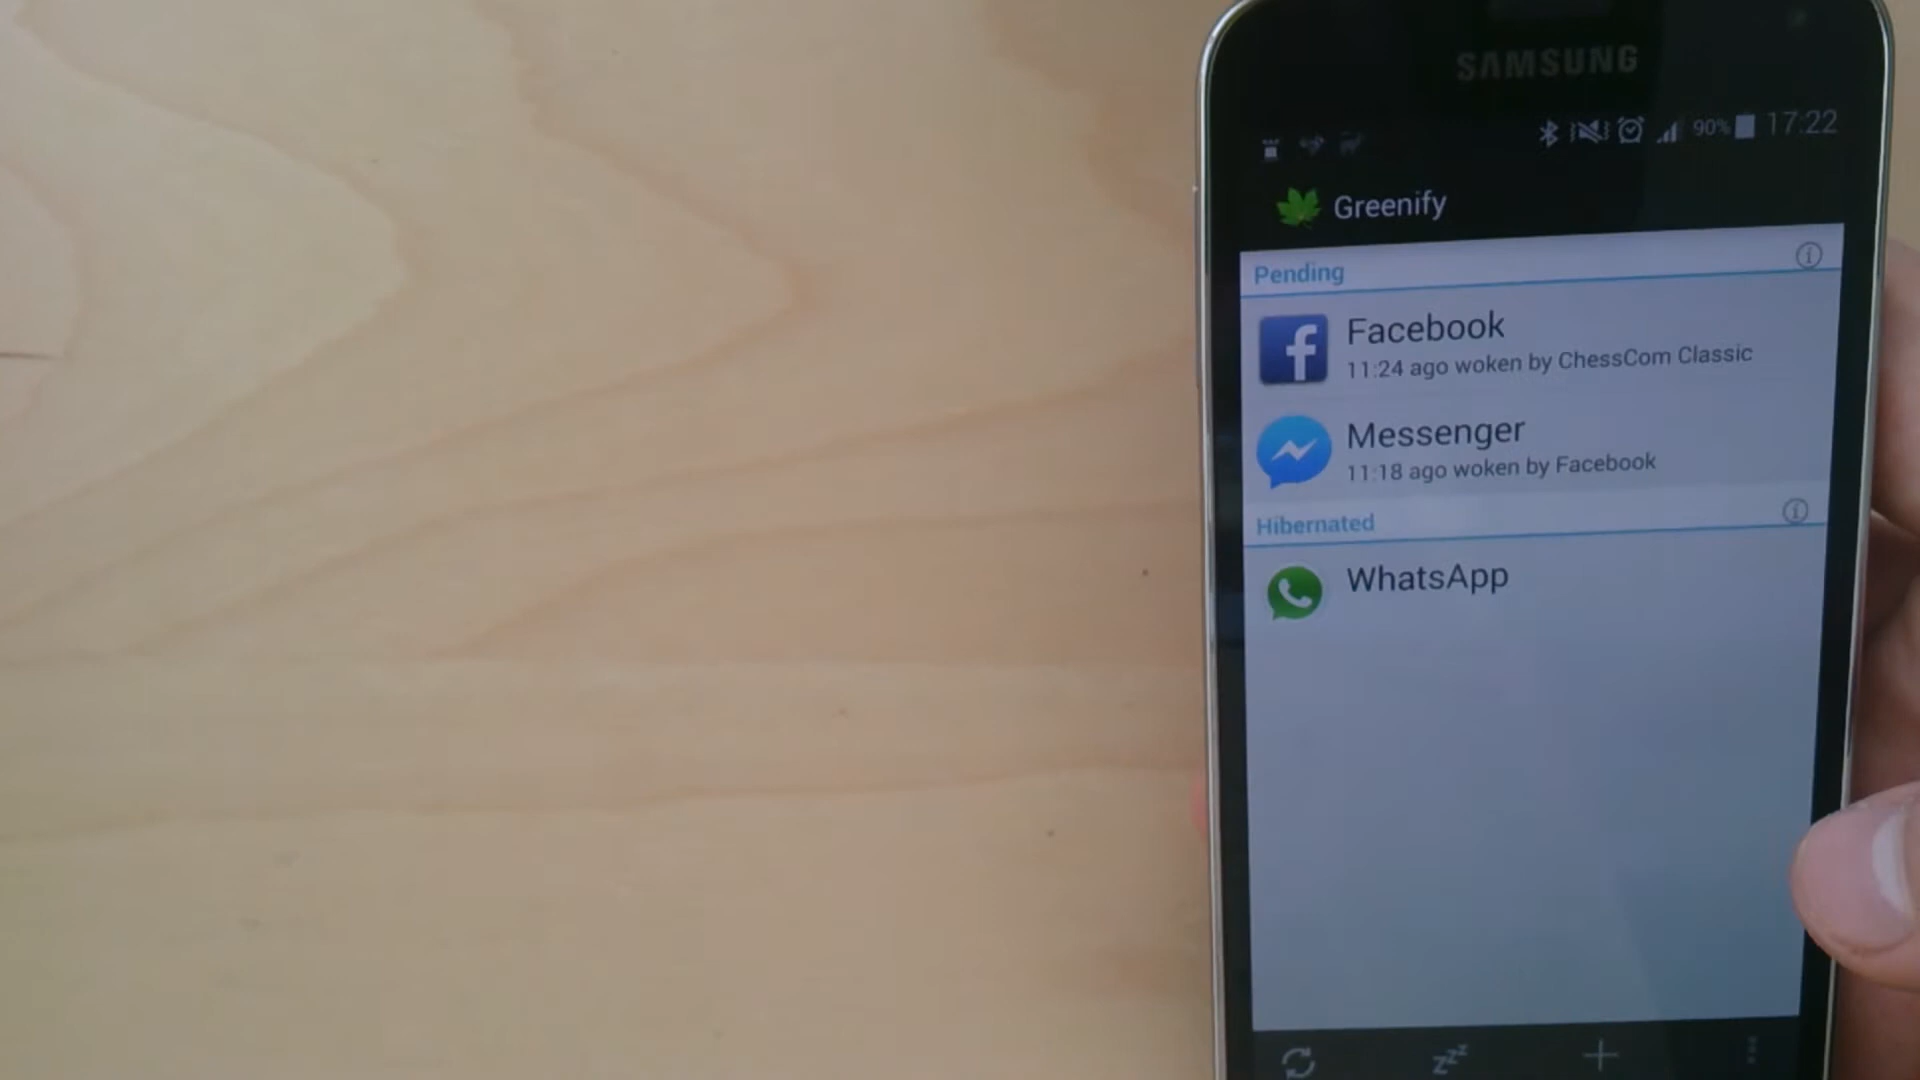 SAMSUNG
90% 17:22
Greenify
Pending
Facebook
11:24 ago woken by ChessCom Classic
Messenger
11:18 ago woken by Facebook
Hibernated
WhatsApp
zzz